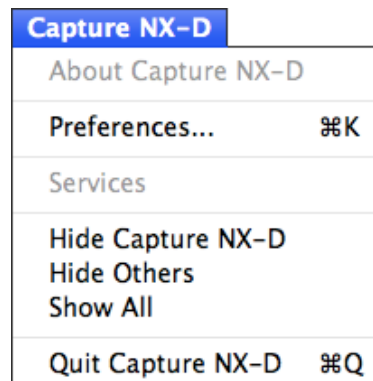 Capture NX-D
About Capture NX-D
Preferences... ⌘K
Services
Hide Capture NX-D
Hide Others
Show All
Quit Capture NX-D ⌘Q